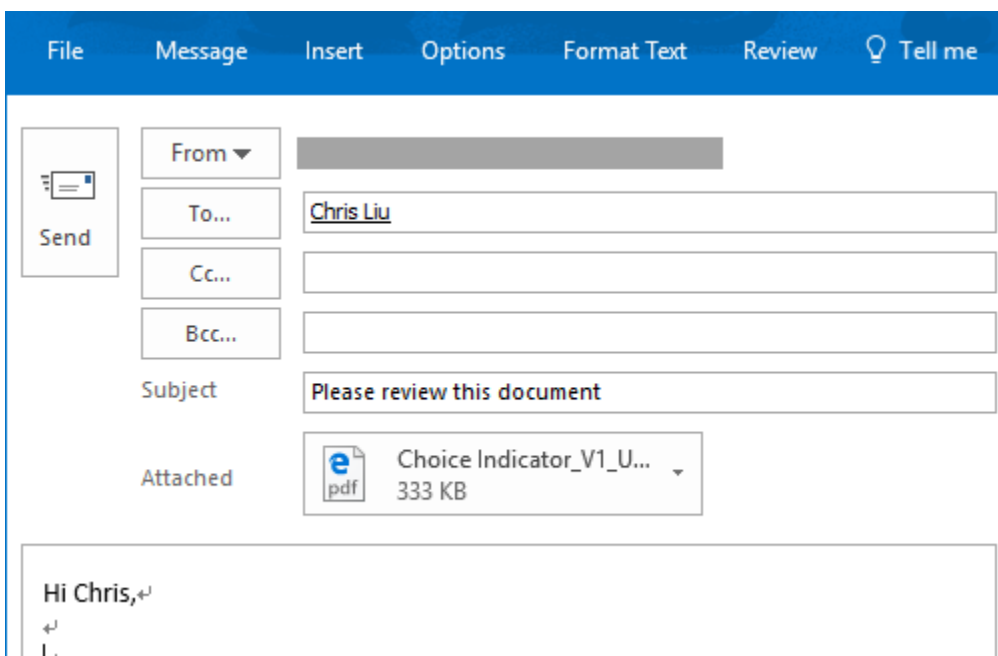 File Message Insert Options Format Text Review Tell me
From
To... Chris Liu
Send
Cc...
Bcc...
Subject Please review this document
Attached
pdf
Choice Indicator_V1_U...
333 KB
Hi Chris,